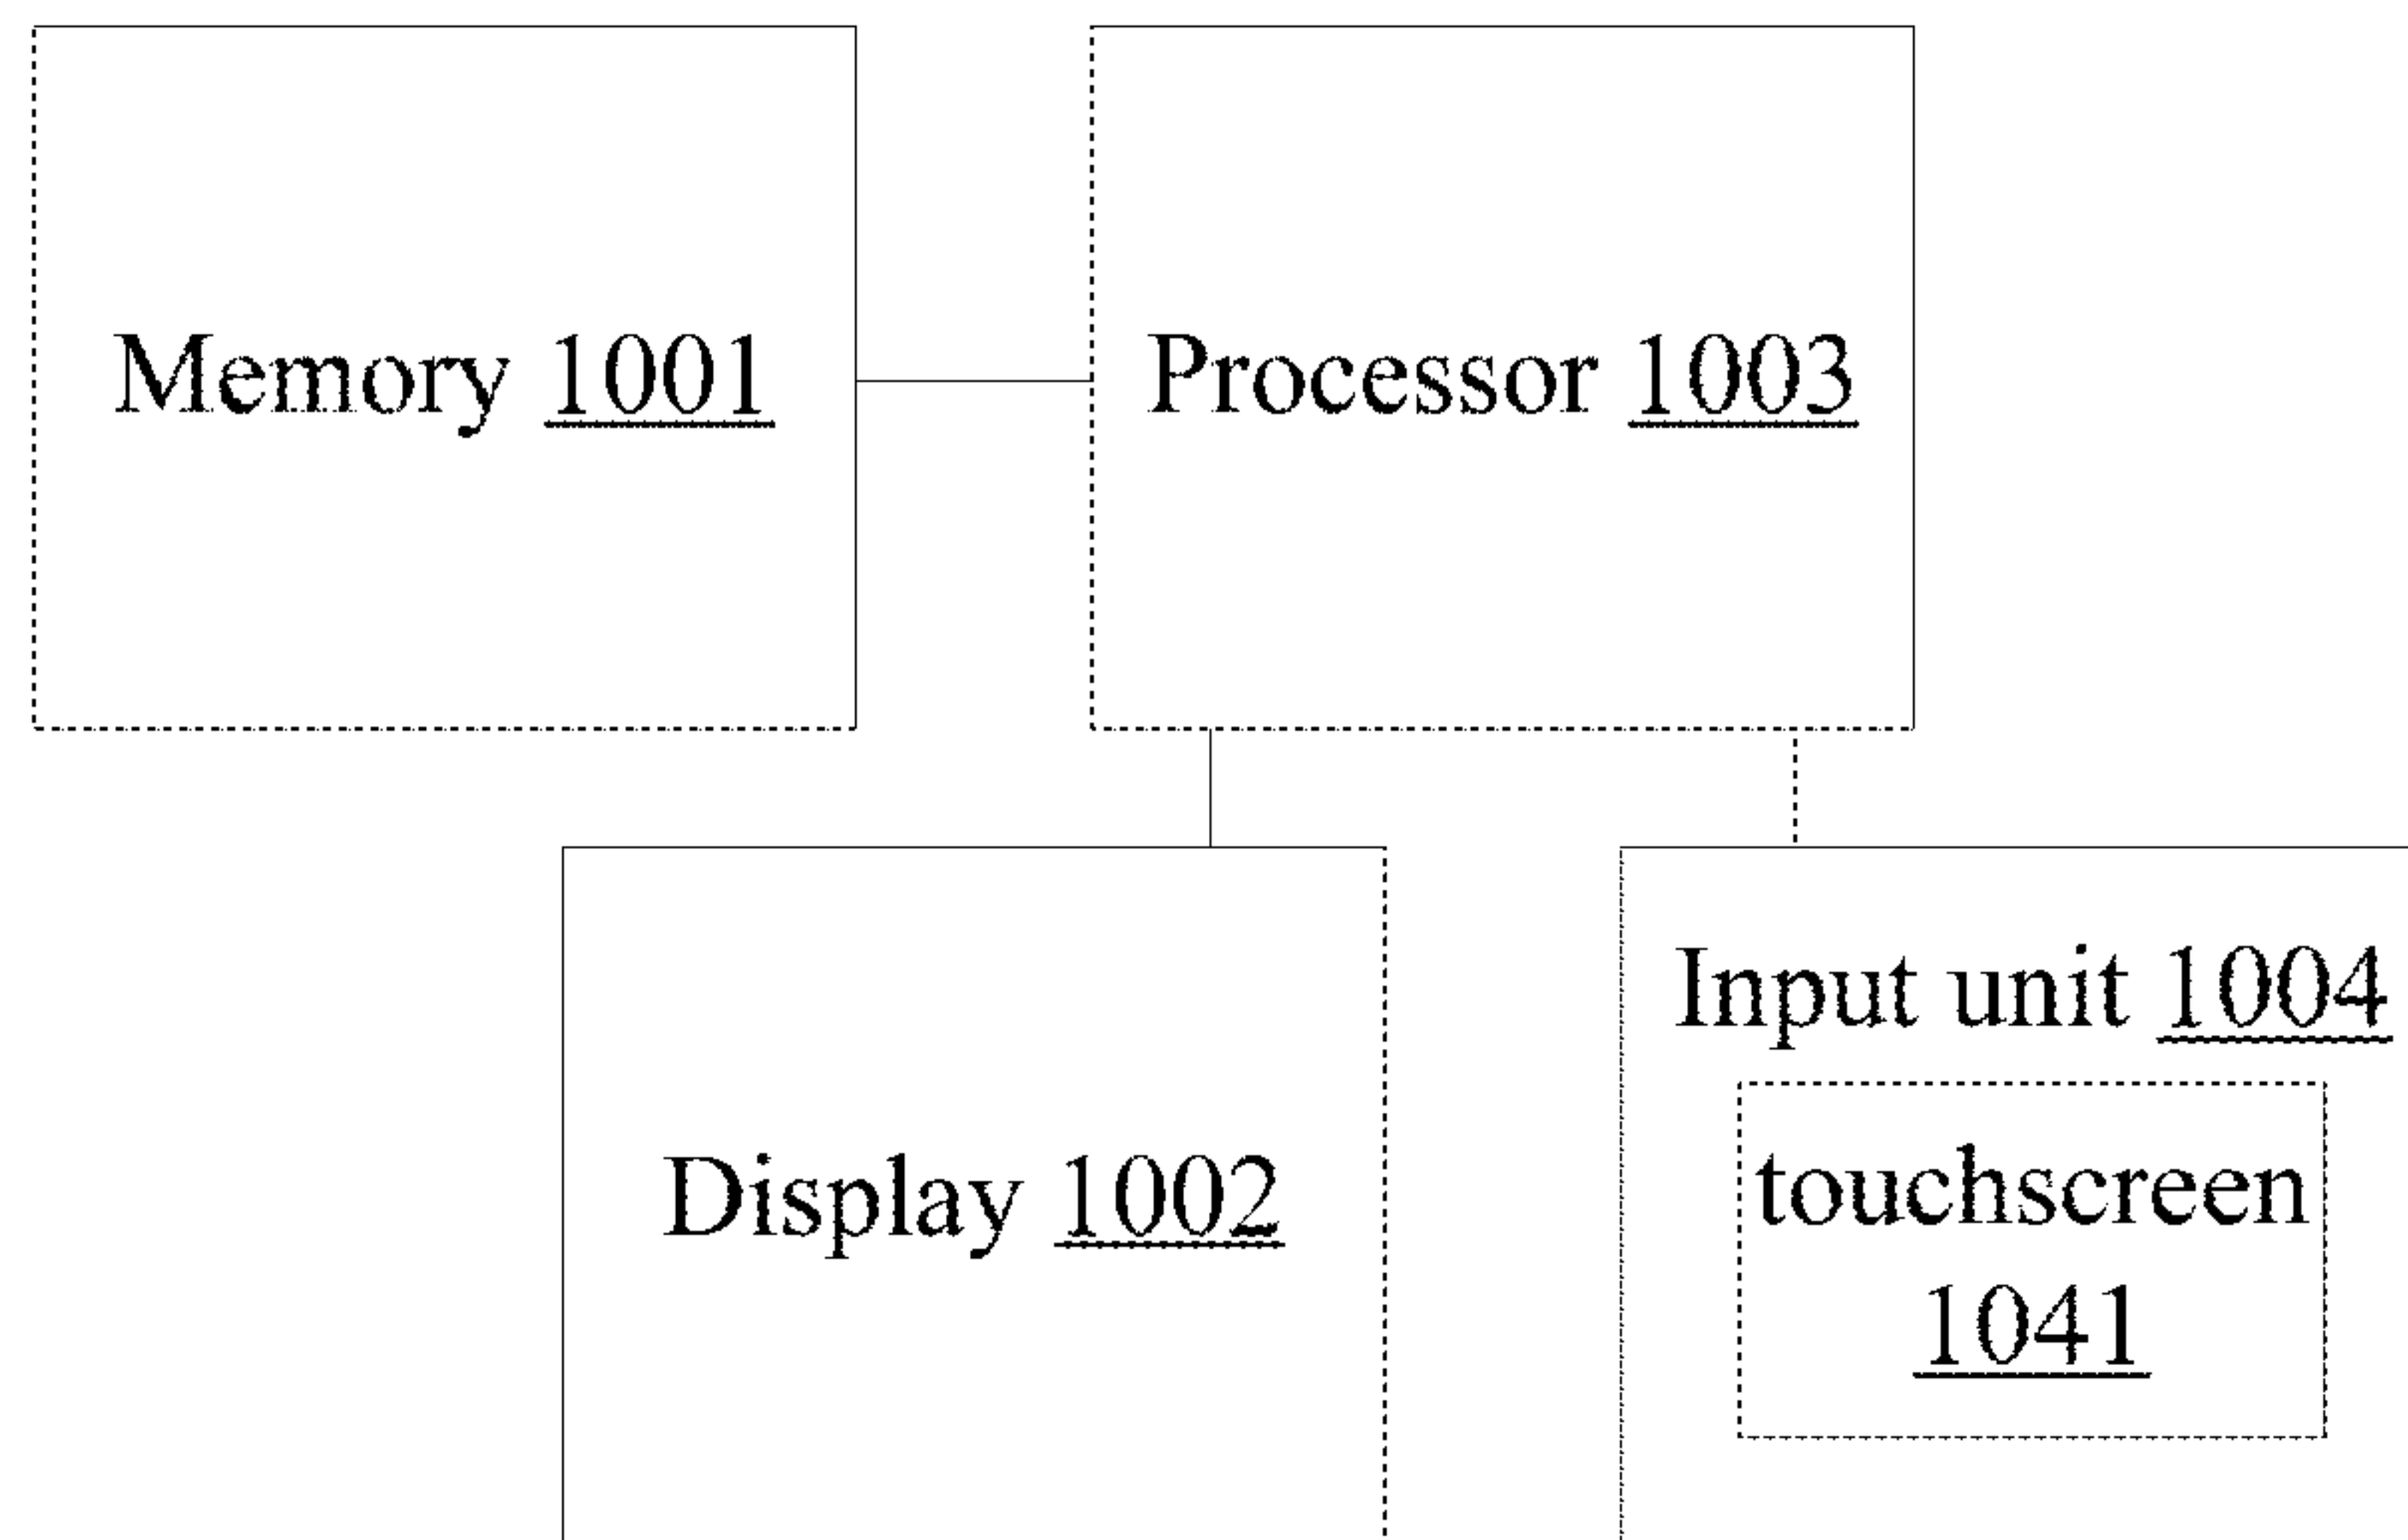 Memory 1001
Processor 1003
Display 1002
Input unit 1004
touchscreen
1041